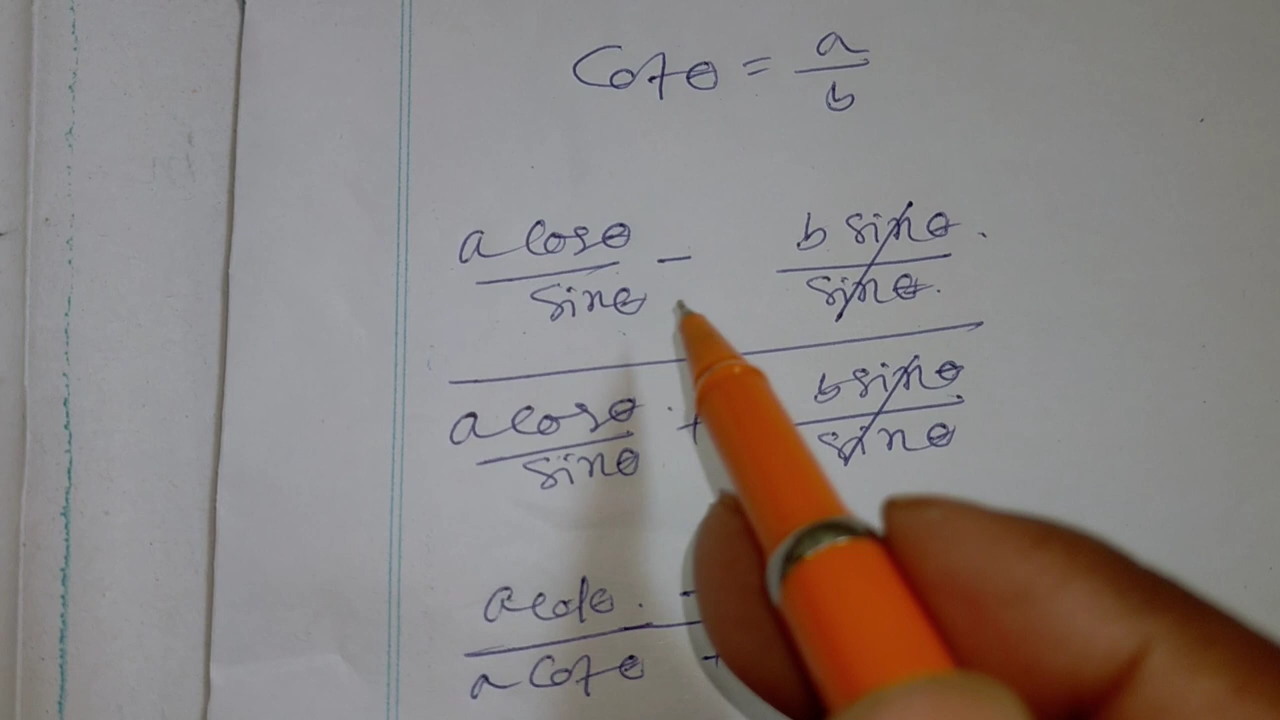 Cotθ = a/b
a cosθ/sinθ - b sinθ/sinθ.
a cosθ/sinθ + b sinθ/sinθ
a cotθ. -
a cotθ +